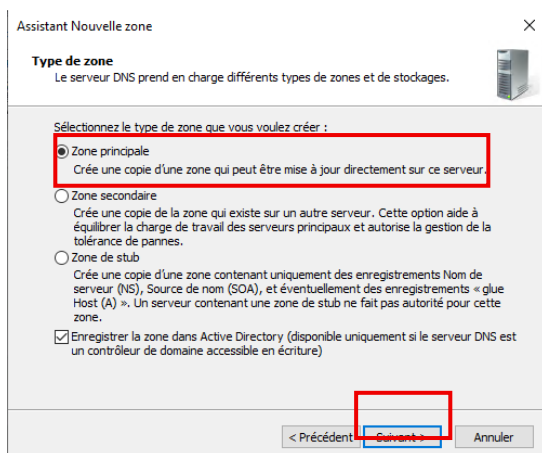 Assistant Nouvelle zone
Type de zone
Le serveur DNS prend en charge différents types de zones et de stockages.
Sélectionnez le type de zone que vous voulez créer :
Zone principale
Crée une copie d'une zone qui peut être mise à jour directement sur ce serveur.
Zone secondaire
Crée une copie de la zone qui existe sur un autre serveur. Cette option aide à
équilibrer la charge de travail des serveurs principaux et autorise la gestion de la
tolérance de pannes.
Zone de stub
Crée une copie d'une zone contenant uniquement des enregistrements Nom de
serveur (NS), Source de nom (SOA), et éventuellement des enregistrements « glue
Host (A) ». Un serveur contenant une zone de stub ne fait pas autorité pour cette
zone.
Enregistrer la zone dans Active Directory (disponible uniquement si le serveur DNS est
un contrôleur de domaine accessible en écriture)
< Précédent Suivant > Annuler